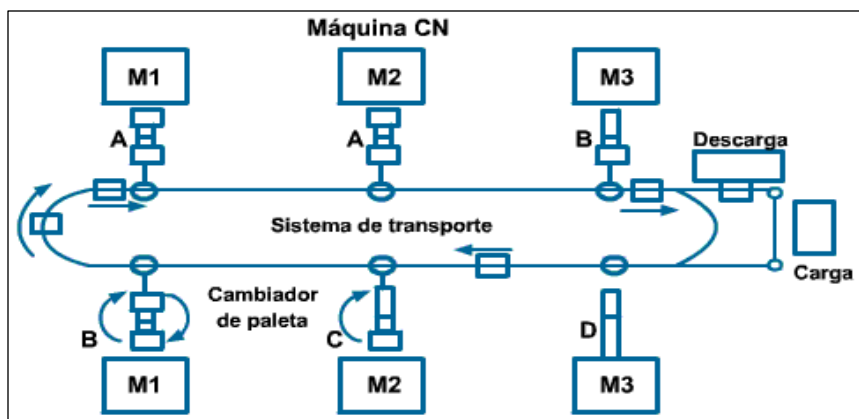 Máquina CN
M1 M2 M3
A A B
Descarga
Sistema de transporte
Carga
Cambiador
de paleta
B C D
M1 M2 M3